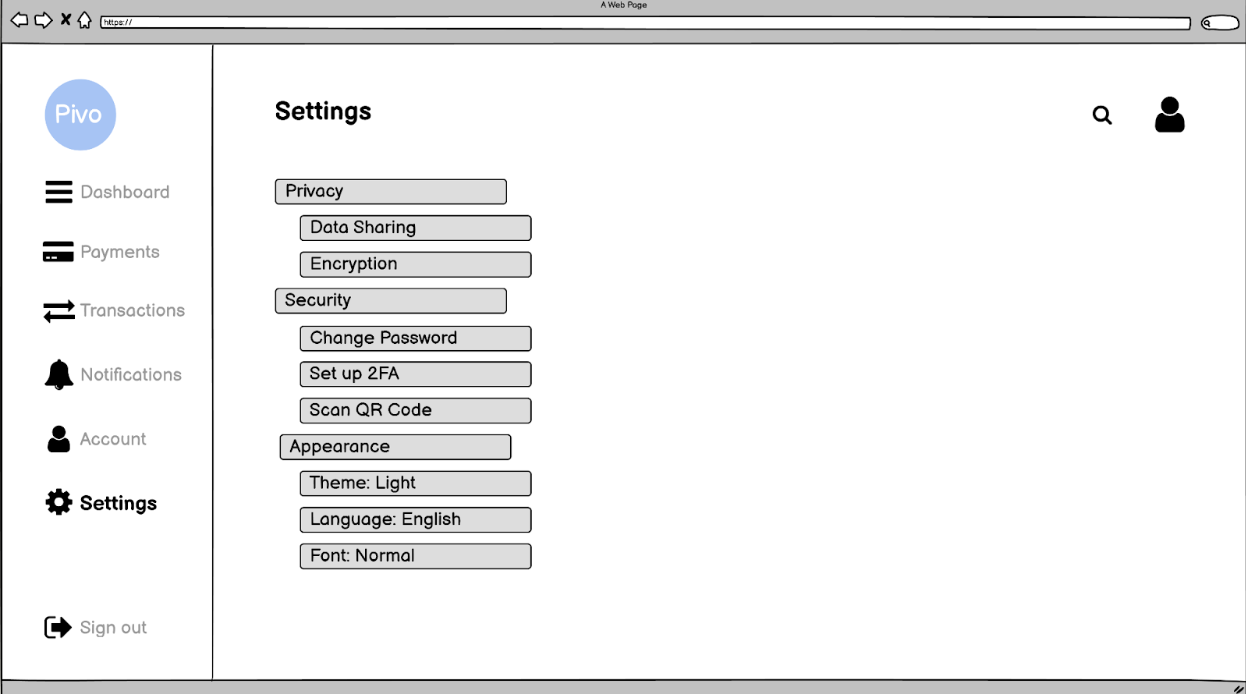 A Web Page
https://
Pivo
Dashboard
Payments
Transactions
Notifications
Account
Settings
Sign out
Settings
Privacy
Data Sharing
Encryption
Security
Change Password
Set up 2FA
Scan QR Code
Appearance
Theme: Light
Language: English
Font: Normal